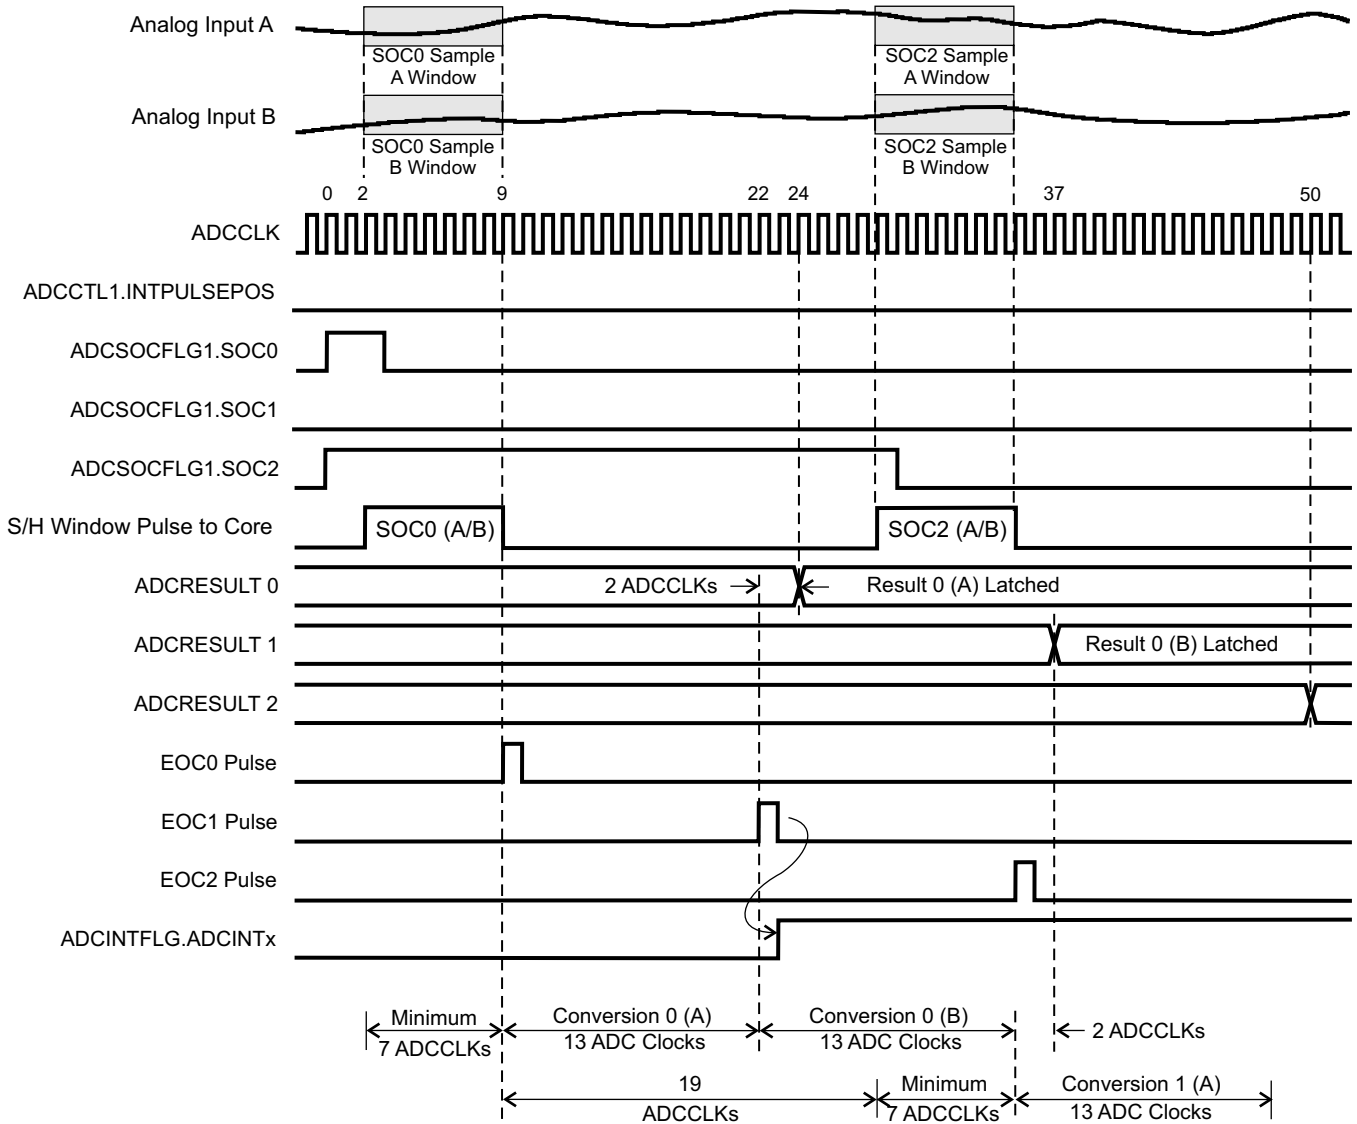 Analog Input A
SOC0 Sample
A Window
SOC2 Sample
A Window
Analog Input B
SOC0 Sample
B Window
SOC2 Sample
B Window
0 2 9 22 24 37 50
ADCCLK
ADCCTL1.INTPULSEPOS
ADCSOCFLG1.SOC0
ADCSOCFLG1.SOC1
ADCSOCFLG1.SOC2
S/H Window Pulse to Core
SOC0 (A/B)
SOC2 (A/B)
ADCRESULT 0
2 ADCCLKs
Result 0 (A) Latched
ADCRESULT 1
Result 0 (B) Latched
ADCRESULT 2
EOC0 Pulse
EOC1 Pulse
EOC2 Pulse
ADCINTFLG.ADCINTx
Minimum
7 ADCCLKs
Conversion 0 (A)
13 ADC Clocks
Conversion 0 (B)
13 ADC Clocks
2 ADCCLKs
19
ADCCLKs
Minimum
7 ADCCLKs
Conversion 1 (A)
13 ADC Clocks